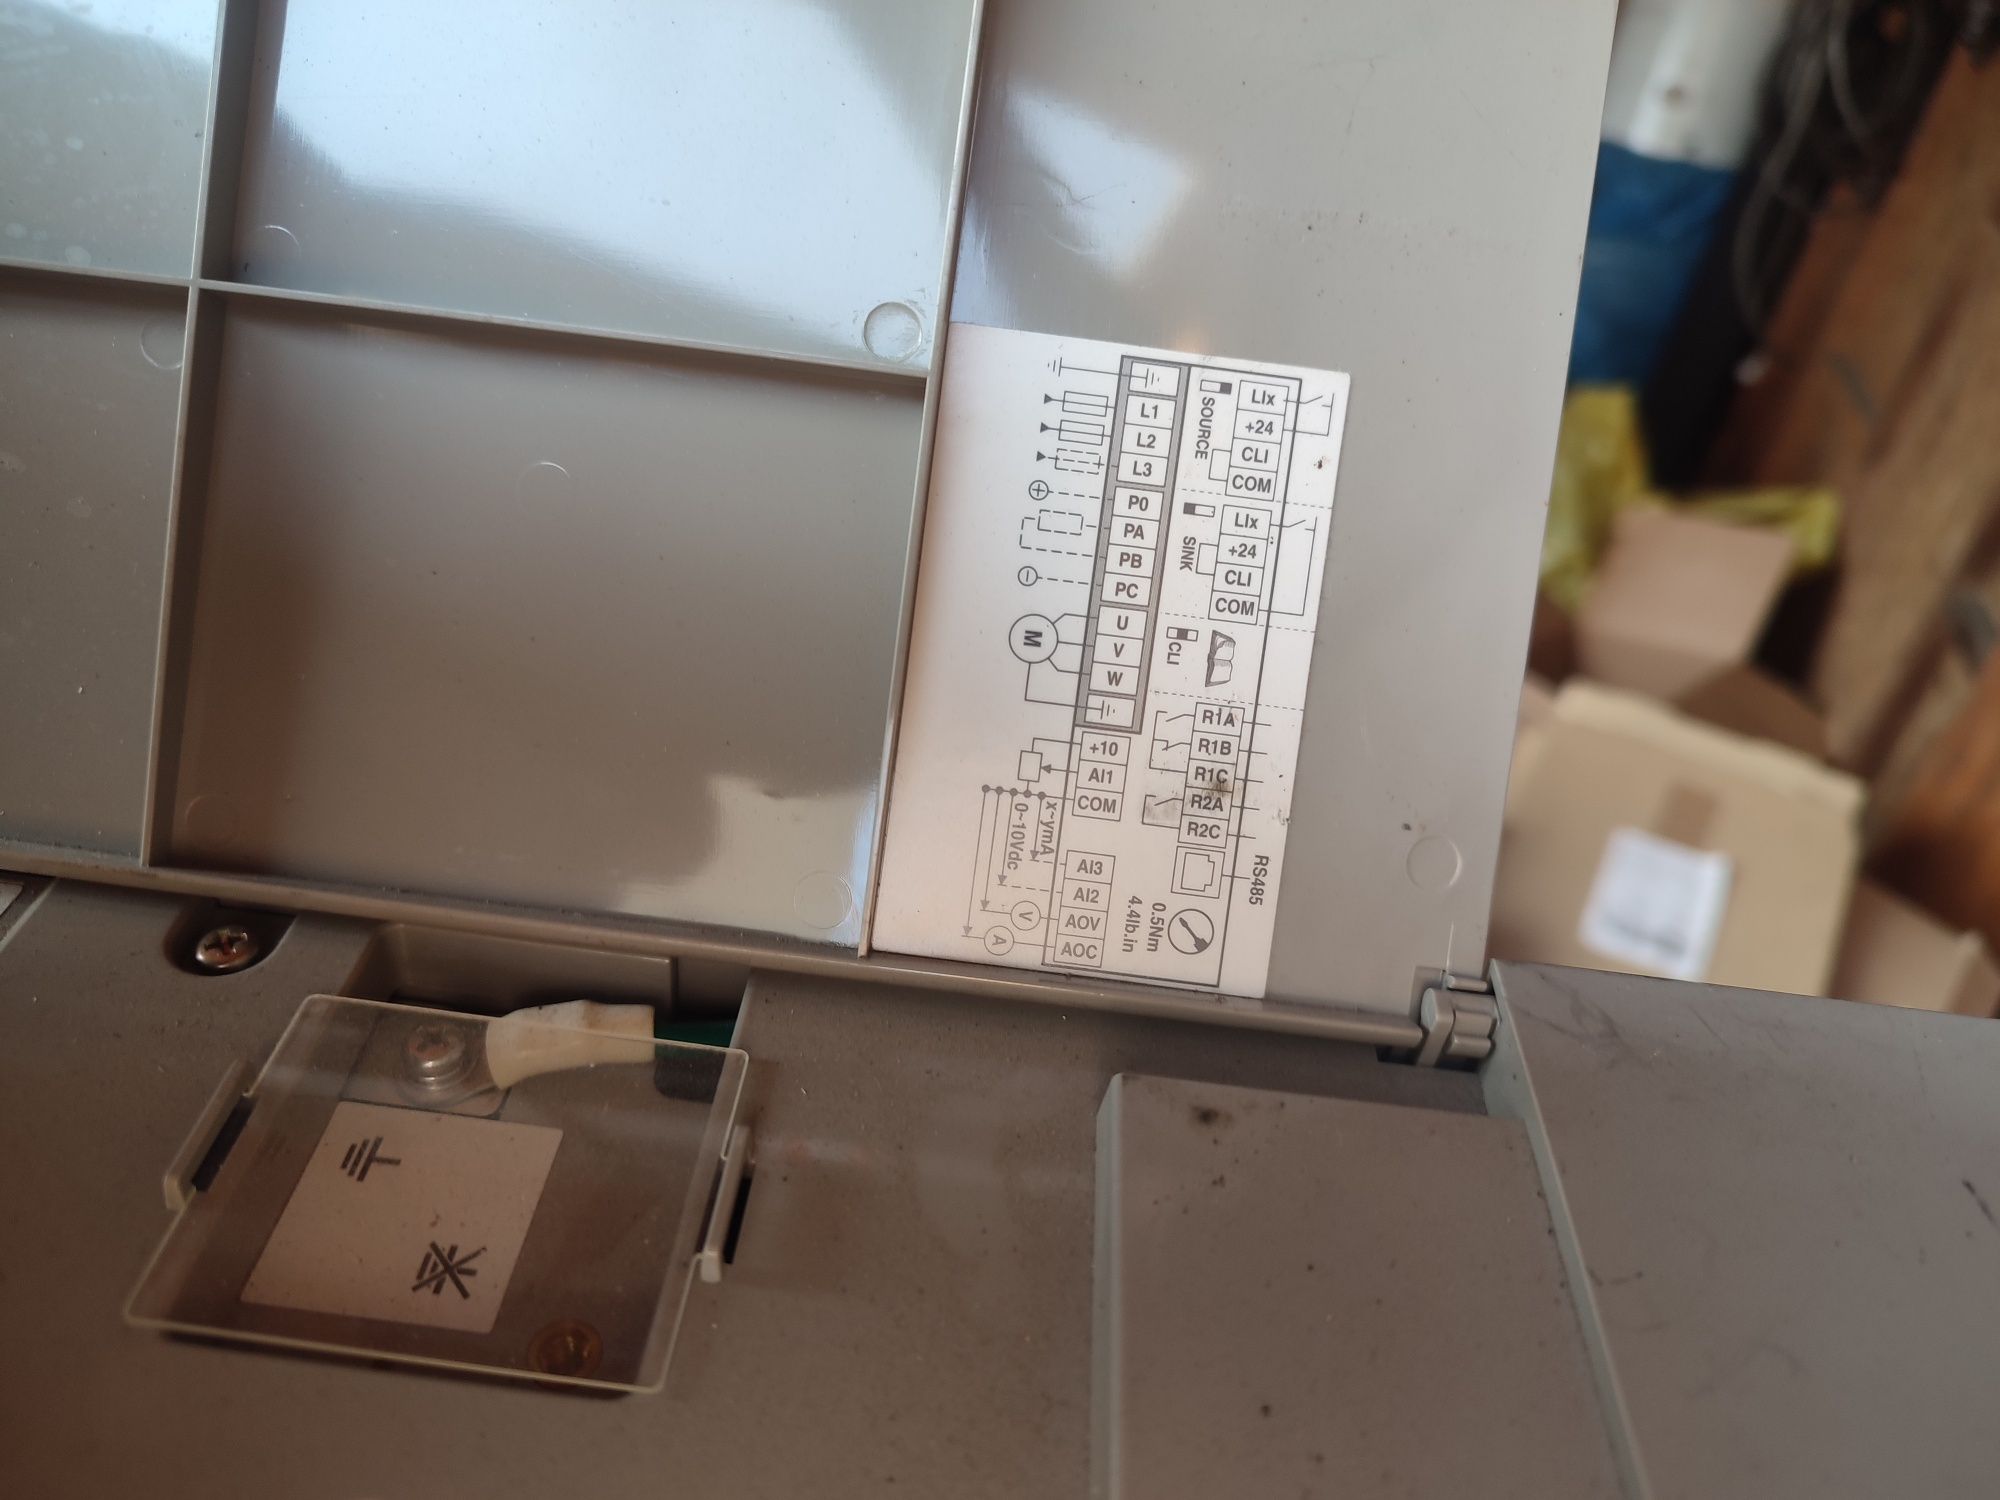 LIx
+24
CLI
COM
SOURCE
LIx
+24
CLI
COM
SINK
CLI
R1A
R1B
R1C
R2A
R2C
RS485
0.5Nm
4.4lb.in
L1
L2
L3
P0
PA
PB
PC
U
V
W
M
+10
AI1
COM
AI3
AI2
AOV
AOC
x~ymA
0~10Vdc
V
A